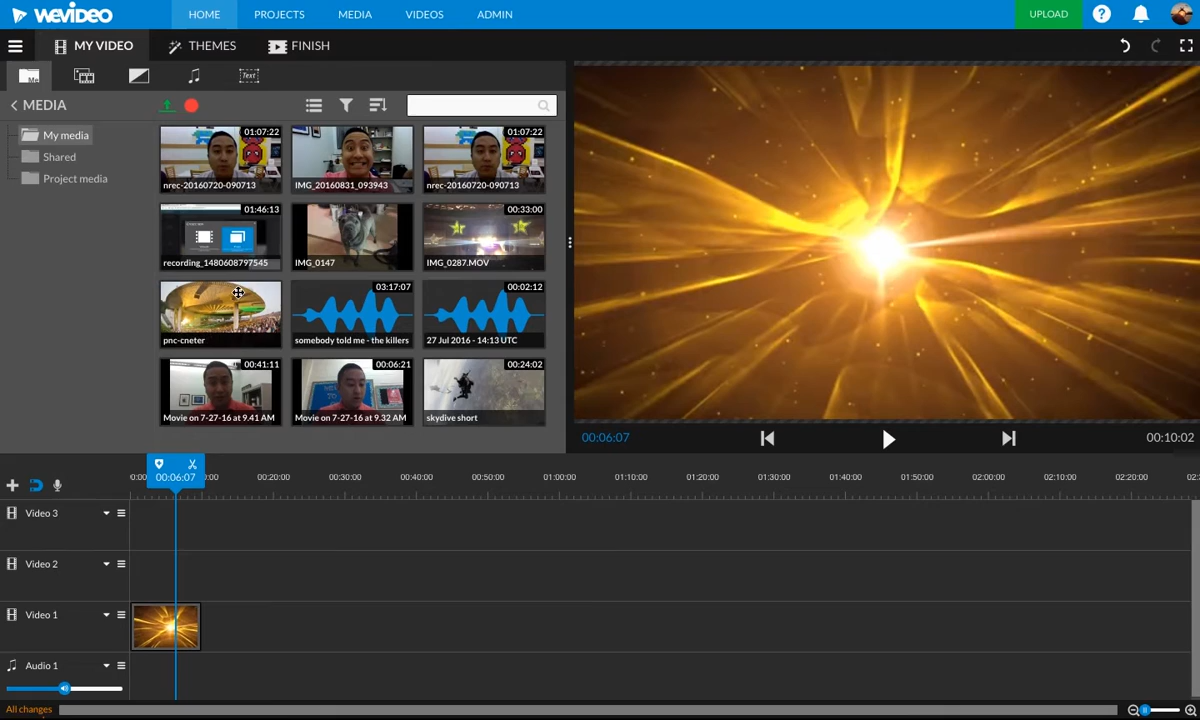 WEVIDEO HOME PROJECTS MEDIA VIDEOS ADMIN UPLOAD ?
MY VIDEO THEMES FINISH
Me Text
MEDIA
My media
Shared
Project media
01:07:22 01:07:22
nrec-20160720-090713 IMG_20160831_093943 nrec-20160720-090713
01:46:13 00:33:00
recording_1480608797545 IMG_0147 IMG_0287.MOV
03:17:07 00:02:12
pnc-cneter somebody told me - the killers 27 Jul 2016 - 14:13 UTC
00:41:11 00:06:21 00:24:02
Movie on 7-27-16 at 9.41 AM Movie on 7-27-16 at 9.32 AM skydive short
00:06:07 00:10:02
00:06:07
00:20:00 00:30:00 00:40:00 00:50:00 01:00:00 01:10:00 01:20:00 01:30:00 01:40:00 01:50:00 02:00:00 02:10:00 02:20:00
Video 3
Video 2
Video 1
Audio 1
All changes